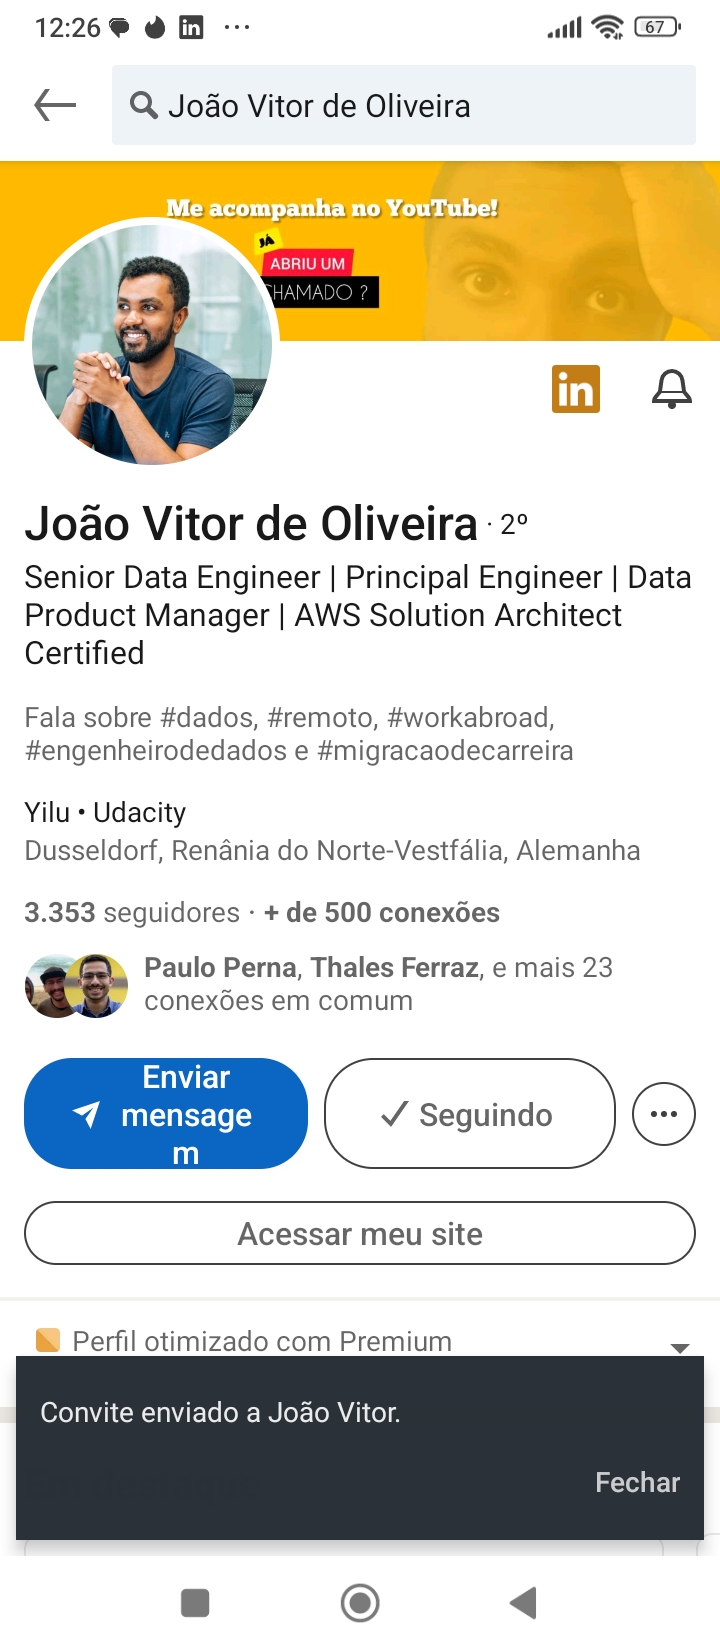 12:26
67
João Vitor de Oliveira
Me acompanha no YouTube!
JÁ
ABRIU UM
CHAMADO ?
in
João Vitor de Oliveira · 2º
Senior Data Engineer | Principal Engineer | Data
Product Manager | AWS Solution Architect
Certified
Fala sobre #dados, #remoto, #workabroad,
#engenheirodedados e #migracaodecarreira
Yilu • Udacity
Dusseldorf, Renânia do Norte-Vestfália, Alemanha
3.353 seguidores · + de 500 conexões
Paulo Perna, Thales Ferraz, e mais 23
conexões em comum
Enviar
mensage
m
Seguindo
Acessar meu site
Perfil otimizado com Premium
Convite enviado a João Vitor.
Fechar